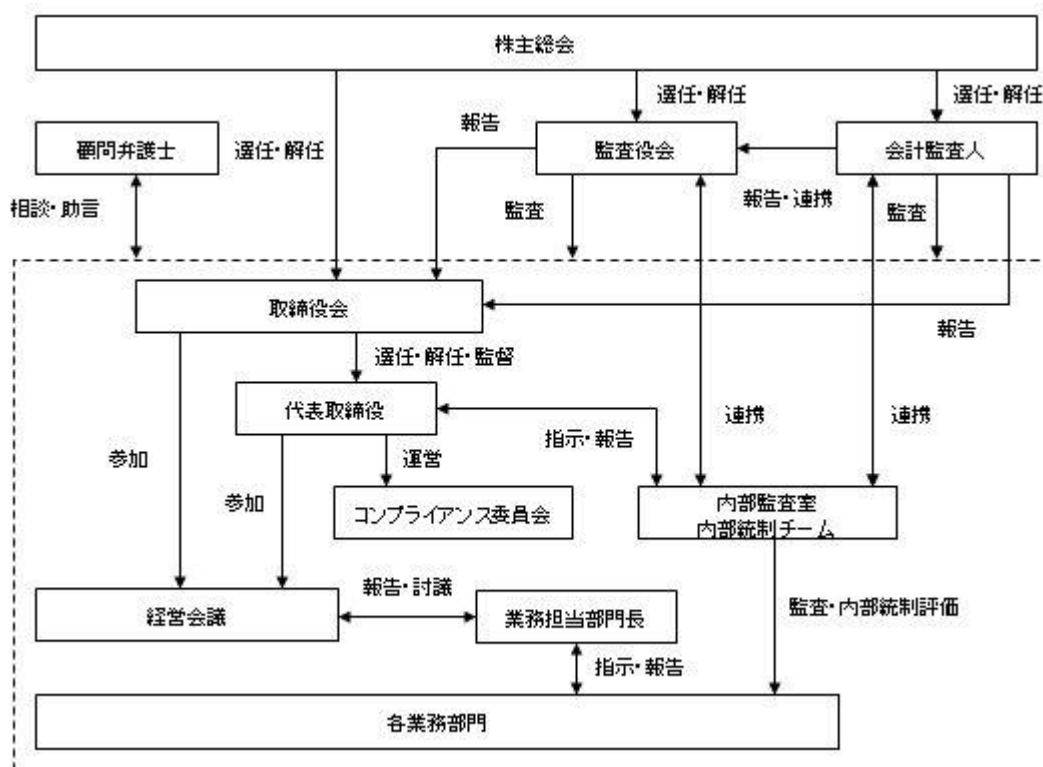 株主総会
選任・解任
選任・解任
報告
顧問弁護士
選任・解任
監査役会
会計監査人
相談・助言
監査
報告・連携
監査
取締役会
報告
選任・解任・監督
代表取締役
連携
連携
指示・報告
参加
運営
参加
コンプライアンス委員会
内部監査室
内部統制チーム
報告・討議
経営会議
業務担当部門長
監査・内部統制評価
指示・報告
各業務部門